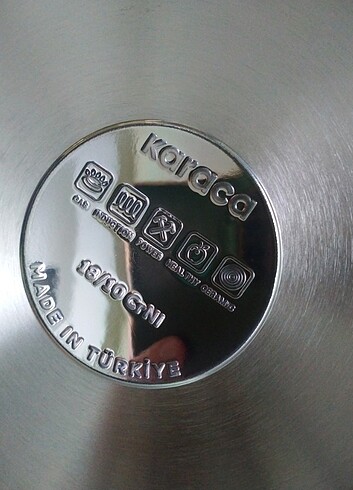 karaca
GAS INDUCTION POWER HEALTHY CERAMIC
18/10 CrNI
MADE IN TÜRKİYE